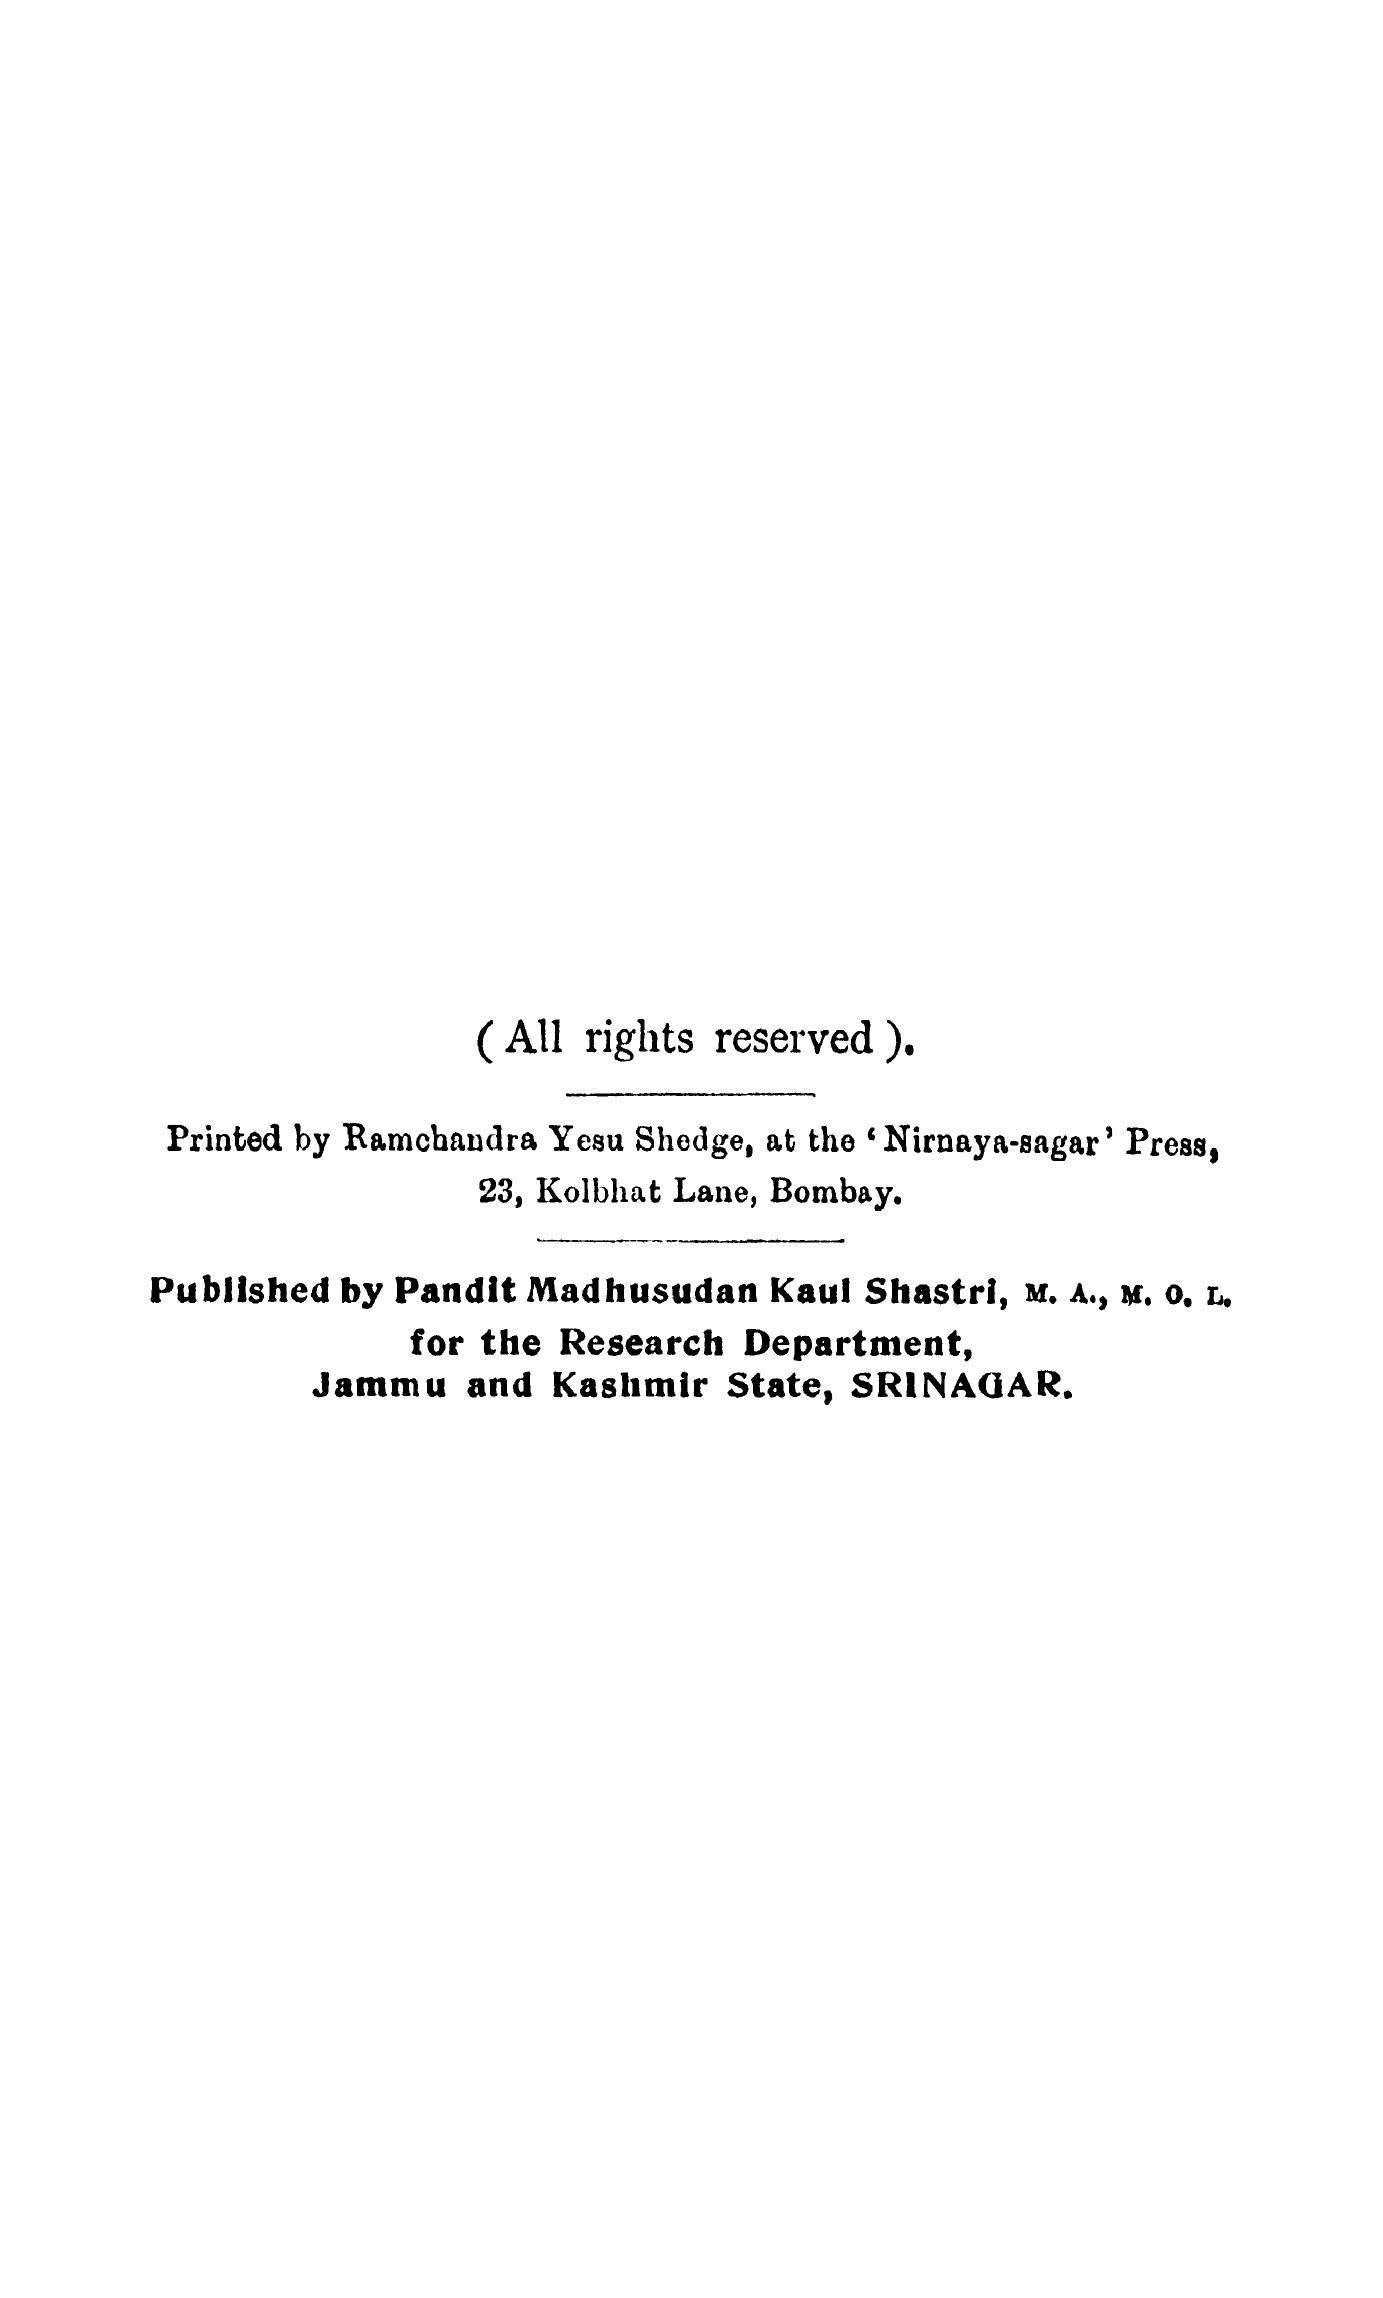 ( All rights reserved ).
Printed by Ramchandra Yesu Shedge, at the ‘Nirnaya-sagar’ Press,
23, Kolbhat Lane, Bombay.
Published by Pandit Madhusudan Kaul Shastri, M. A., M. O. L.
for the Research Department,
Jammu and Kashmir State, SRINAGAR.